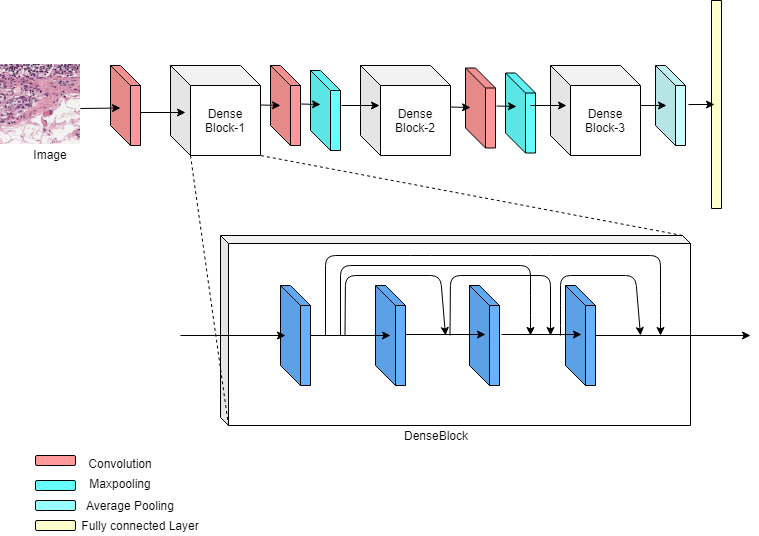 Image
Dense
Block-1
Dense
Block-2
Dense
Block-3
DenseBlock
Convolution
Maxpooling
Average Pooling
Fully connected Layer